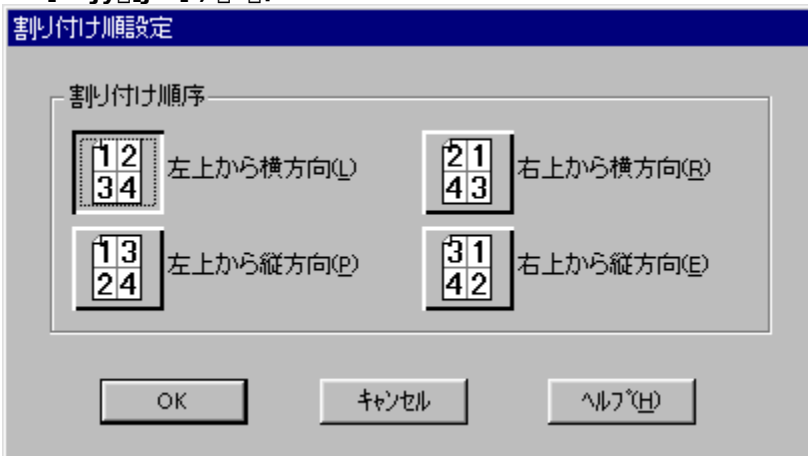 割り付け順設定
割り付け順序
12
34
左上から横方向(L)
21
43
右上から横方向(R)
13
24
左上から縦方向(P)
31
42
右上から縦方向(E)
OK
ｷｬﾝｾﾙ
ﾍﾙﾌﾟ(H)